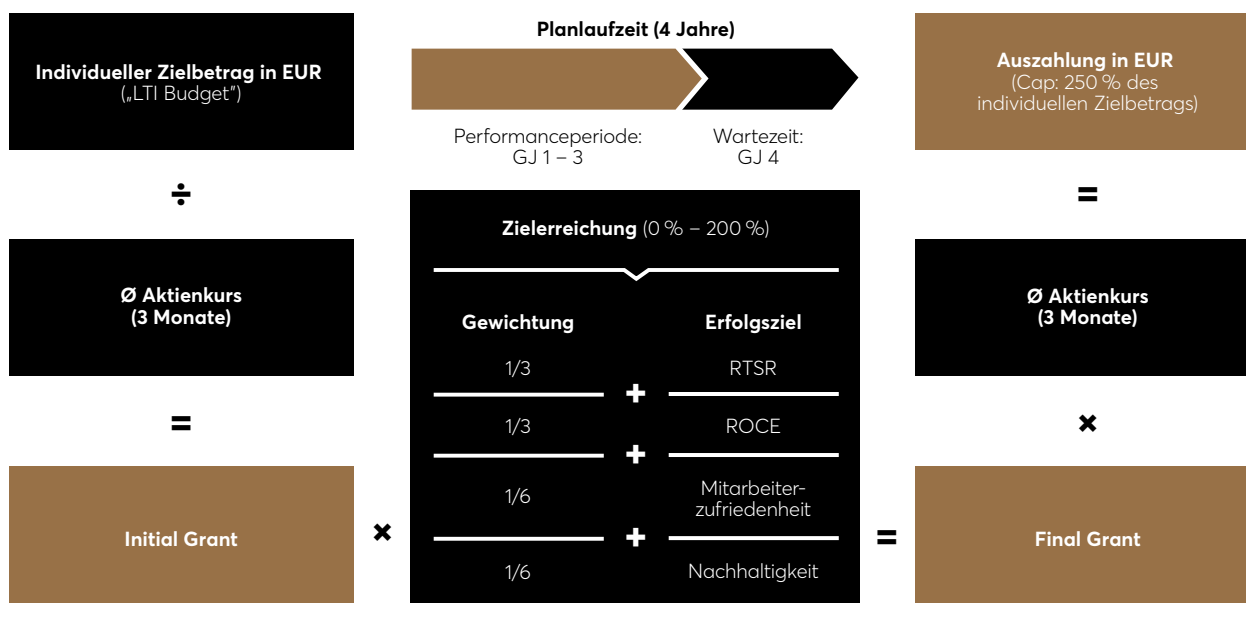 Individueller Zielbetrag in EUR
(„LTI Budget")
÷
Ø Aktienkurs
(3 Monate)
=
Initial Grant
×
Planlaufzeit (4 Jahre)
Performanceperiode:
GJ 1 – 3
Wartezeit:
GJ 4
Zielerreichung (0 % – 200 %)
Gewichtung Erfolgsziel
1/3 RTSR
+
1/3 ROCE
+
1/6 Mitarbeiter-
zufriedenheit
+
1/6 Nachhaltigkeit
=
Auszahlung in EUR
(Cap: 250 % des
individuellen Zielbetrags)
=
Ø Aktienkurs
(3 Monate)
×
Final Grant